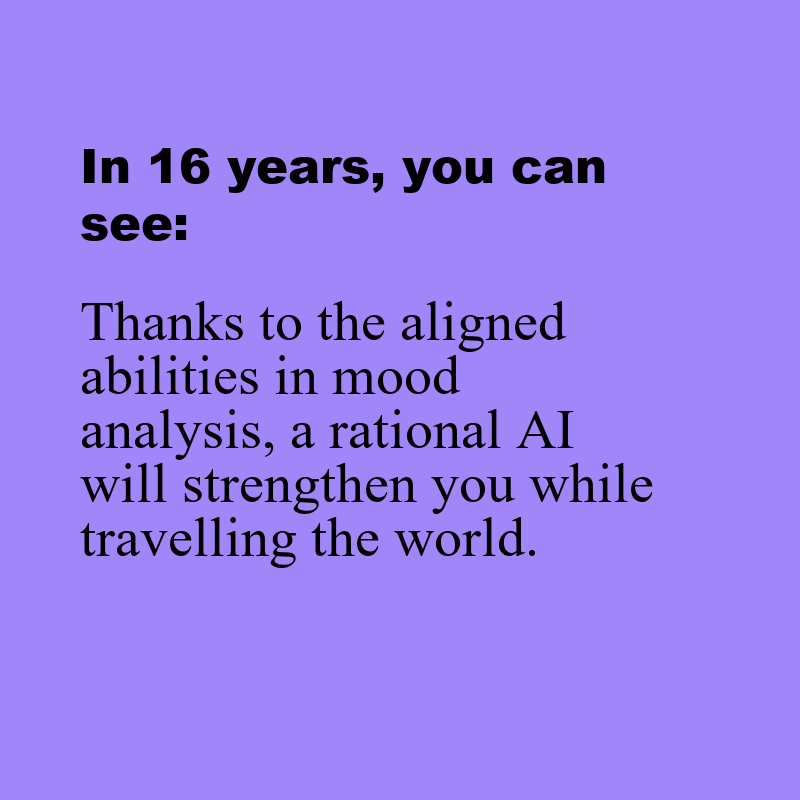 In 16 years, you can
see:
Thanks to the aligned
abilities in mood
analysis, a rational AI
will strengthen you while
travelling the world.